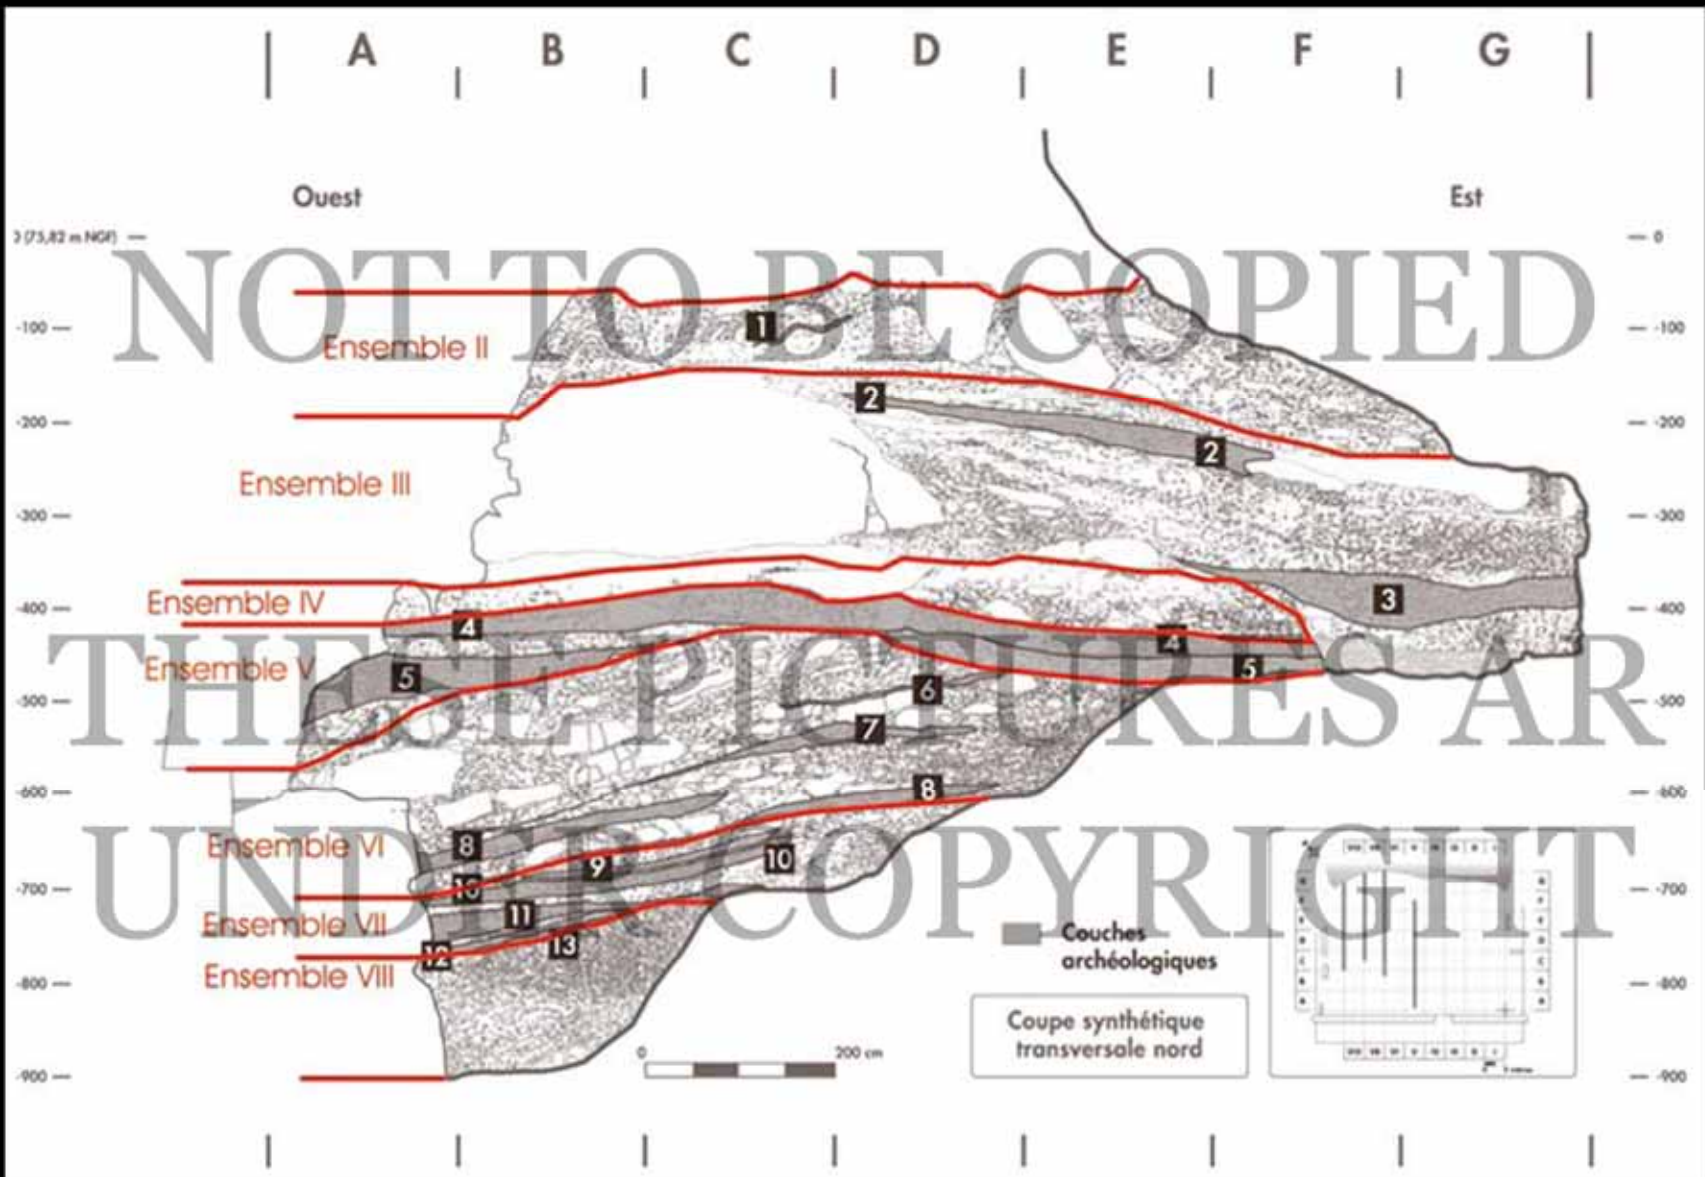 A B C D E F G
Ouest Est
(75,82 m NGF) — — 0
NOT TO BE COPIED
-100 — — -100
1
Ensemble II
2
-200 — — -200
2
Ensemble III
-300 — — -300
Ensemble IV
3
-400 — — -400
4
4
Ensemble V
5
5
THESE PICTURES AR
6
-500 — — -500
7
-600 — — -600
8
Ensemble VI
8
UNDER COPYRIGHT
9
10
10
-700 — — -700
11
Ensemble VII
12
13
Ensemble VIII
Couches
archéologiques
-800 — — -800
Coupe synthétique
transversale nord
0 200 cm
-900 — — -900